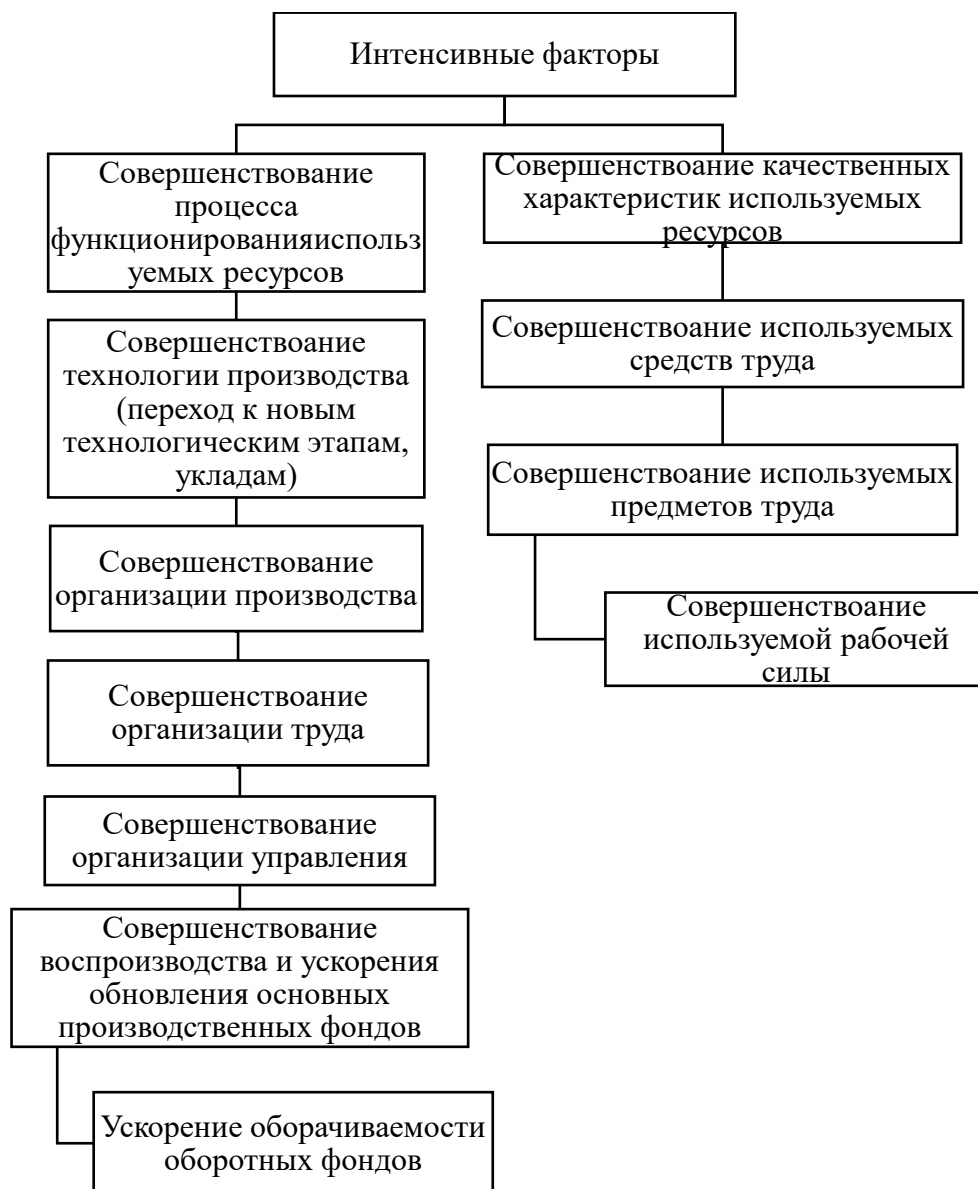 Интенсивные факторы
Совершенствование
процесса
функционированияиспольз
уемых ресурсов
Совершенствоание
технологии производства
(переход к новым
технологическим этапам,
укладам)
Совершенствование
организации производства
Совершенствоание
организации труда
Совершенствование
организации управления
Совершенствование
воспроизводства и ускорения
обновления основных
производственных фондов
Ускорение оборачиваемости
оборотных фондов
Совершенствоание качественных
характеристик используемых
ресурсов
Совершенствоание используемых
средств труда
Совершенствоание используемых
предметов труда
Совершенствоание
используемой рабочей
силы